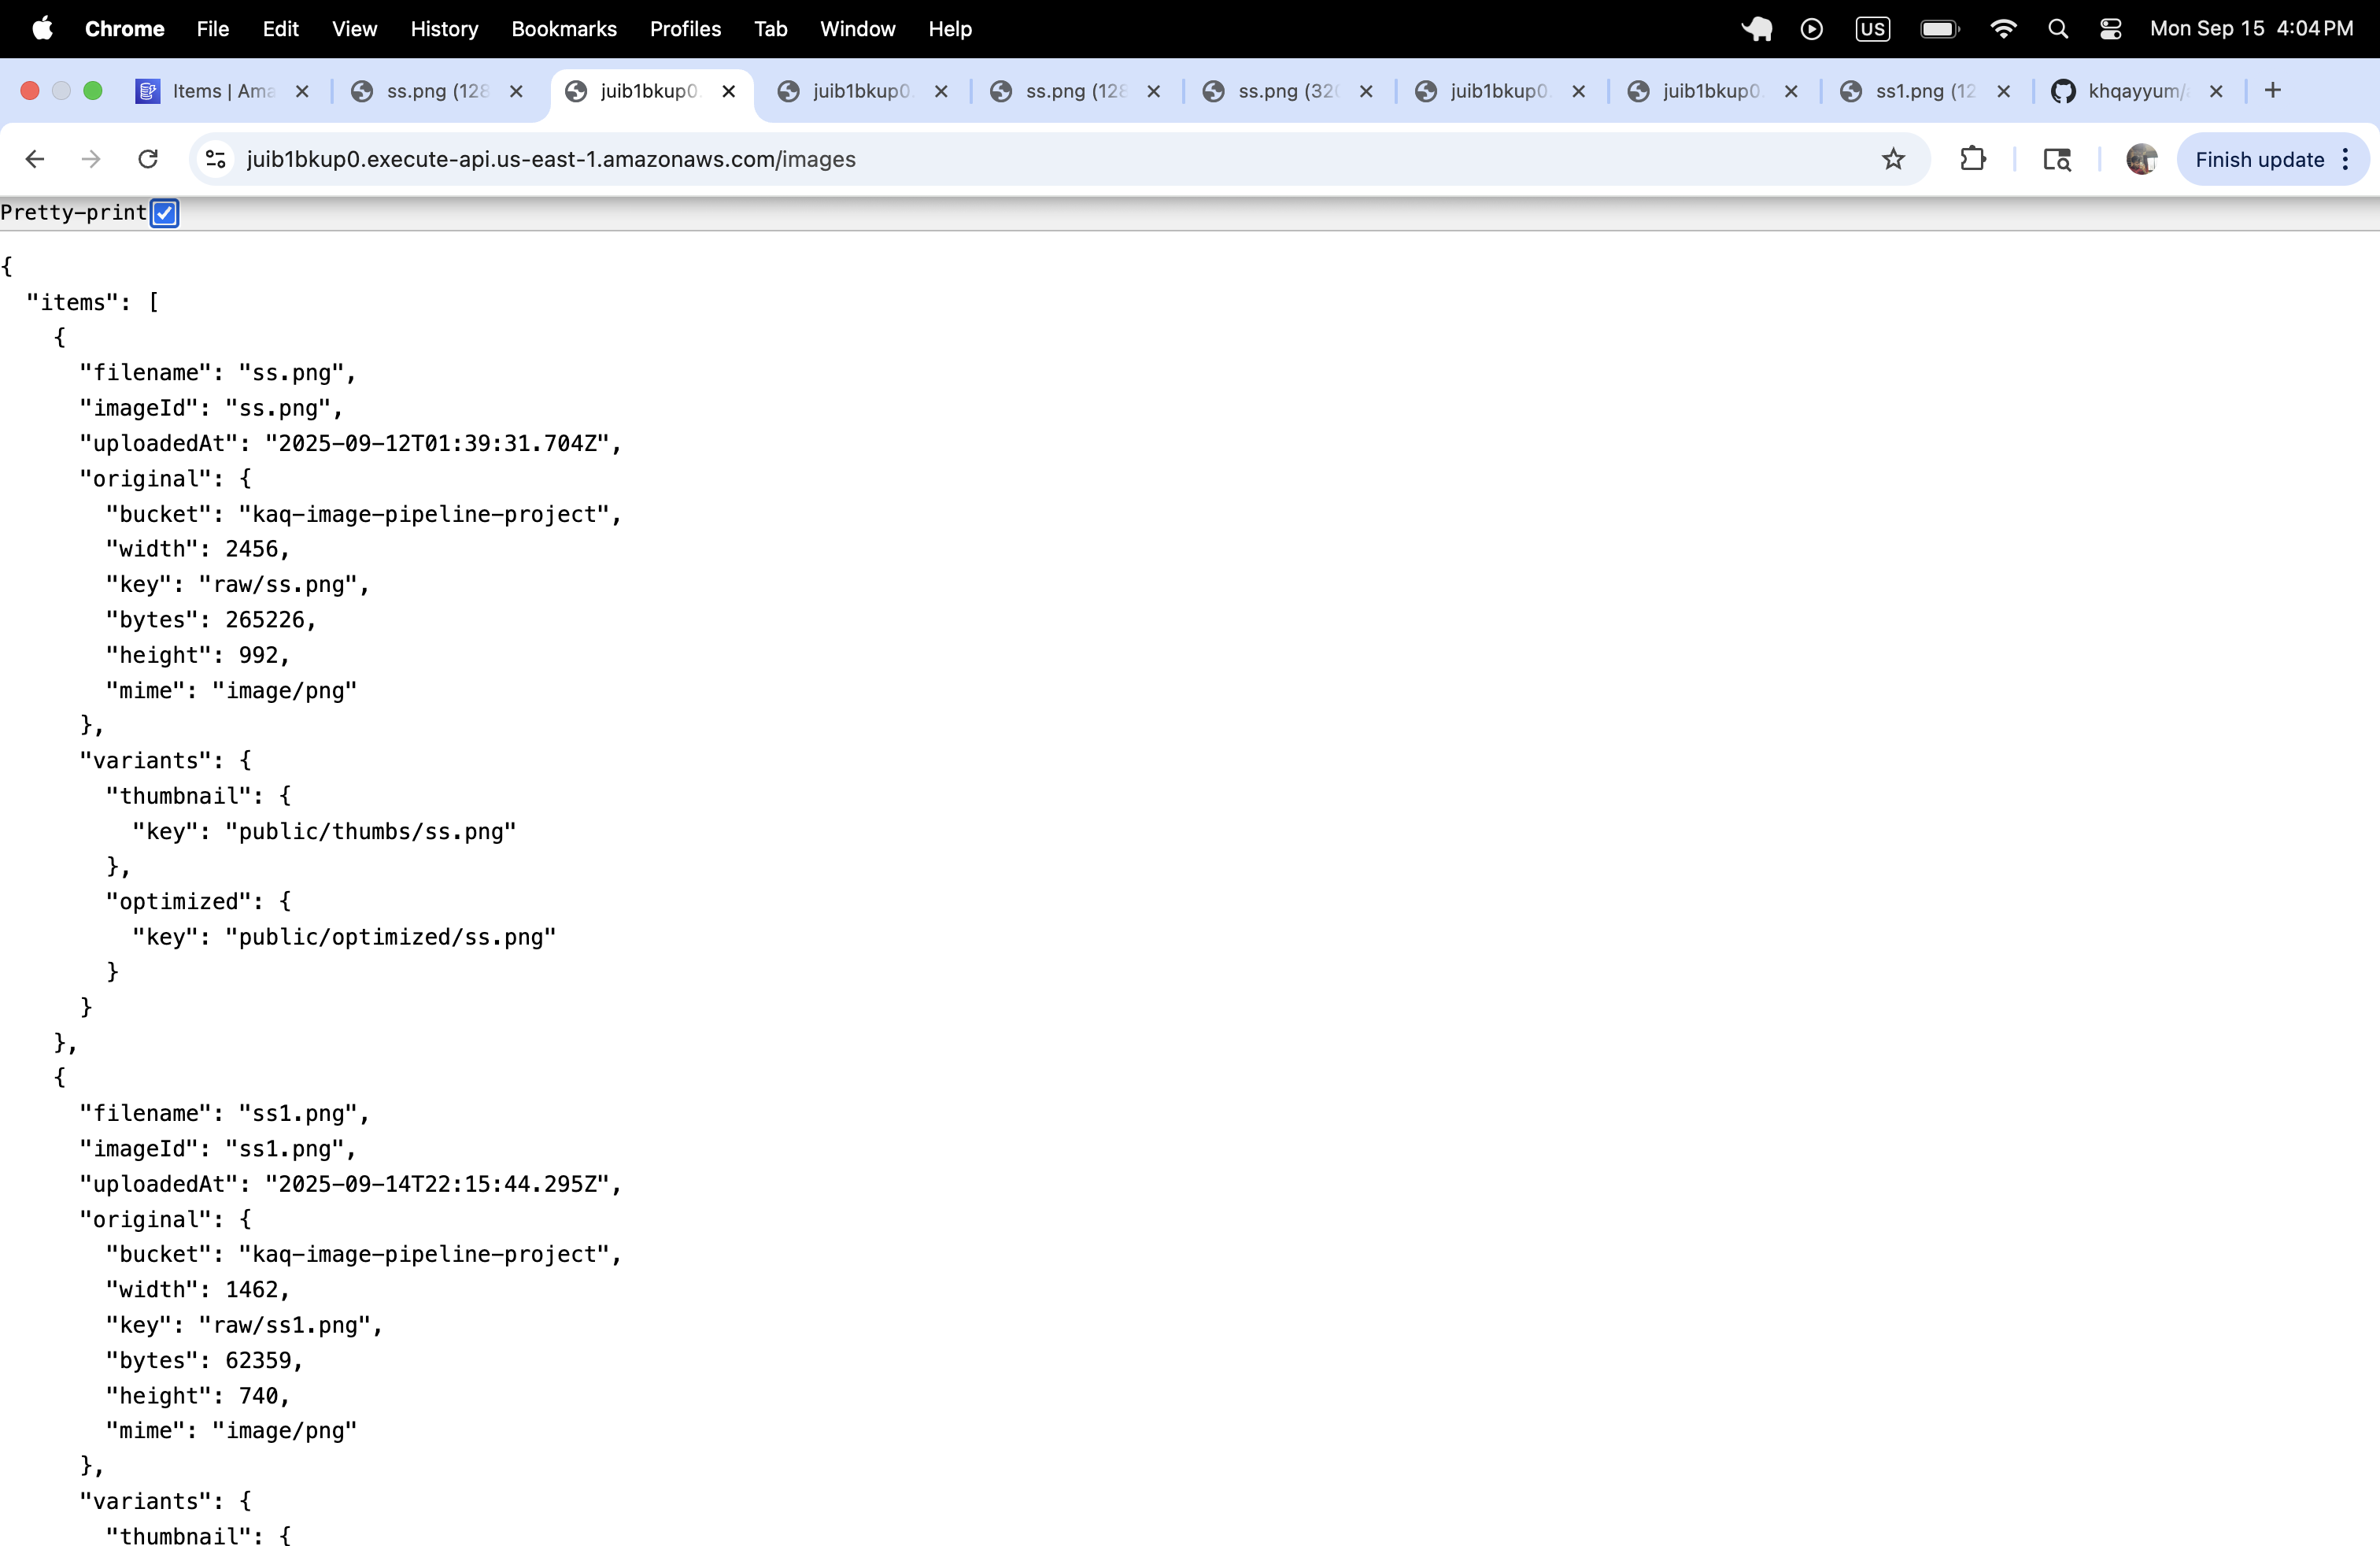 Chrome File Edit View History Bookmarks Profiles Tab Window Help US Mon Sep 15 4:04 PM
Items | Ama ss.png (128 juib1bkup0. juib1bkup0. ss.png (128 ss.png (320 juib1bkup0. juib1bkup0. ss1.png (12 khqayyum/
juib1bkup0.execute-api.us-east-1.amazonaws.com/images Finish update
Pretty-print
{
  "items": [
    {
      "filename": "ss.png",
      "imageId": "ss.png",
      "uploadedAt": "2025-09-12T01:39:31.704Z",
      "original": {
        "bucket": "kaq-image-pipeline-project",
        "width": 2456,
        "key": "raw/ss.png",
        "bytes": 265226,
        "height": 992,
        "mime": "image/png"
      },
      "variants": {
        "thumbnail": {
          "key": "public/thumbs/ss.png"
        },
        "optimized": {
          "key": "public/optimized/ss.png"
        }
      }
    },
    {
      "filename": "ss1.png",
      "imageId": "ss1.png",
      "uploadedAt": "2025-09-14T22:15:44.295Z",
      "original": {
        "bucket": "kaq-image-pipeline-project",
        "width": 1462,
        "key": "raw/ss1.png",
        "bytes": 62359,
        "height": 740,
        "mime": "image/png"
      },
      "variants": {
        "thumbnail": {